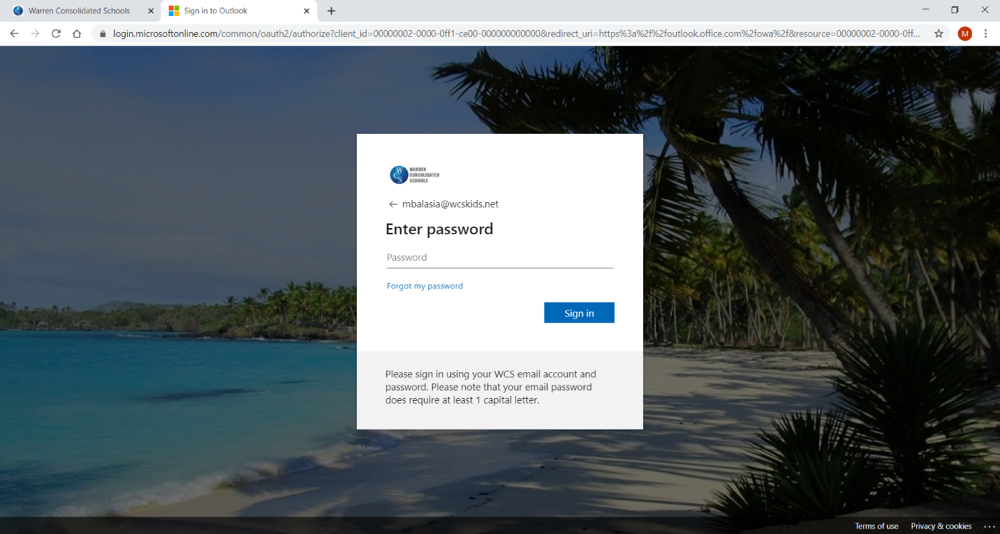 Warren Consolidated Schools
Sign in to Outlook
login.microsoftonline.com/common/oauth2/authorize?client_id=00000002-0000-0ff1-ce00-000000000000&redirect_uri=https%3a%2f%2foutlook.office.com%2fowa%2f&resource=00000002-0000-0ff...
M
WCS
WARREN
CONSOLIDATED
SCHOOLS
mbalasia@wcskids.net
Enter password
Password
Forgot my password
Sign in
Please sign in using your WCS email account and
password. Please note that your email password
does require at least 1 capital letter.
Terms of use Privacy & cookies ...